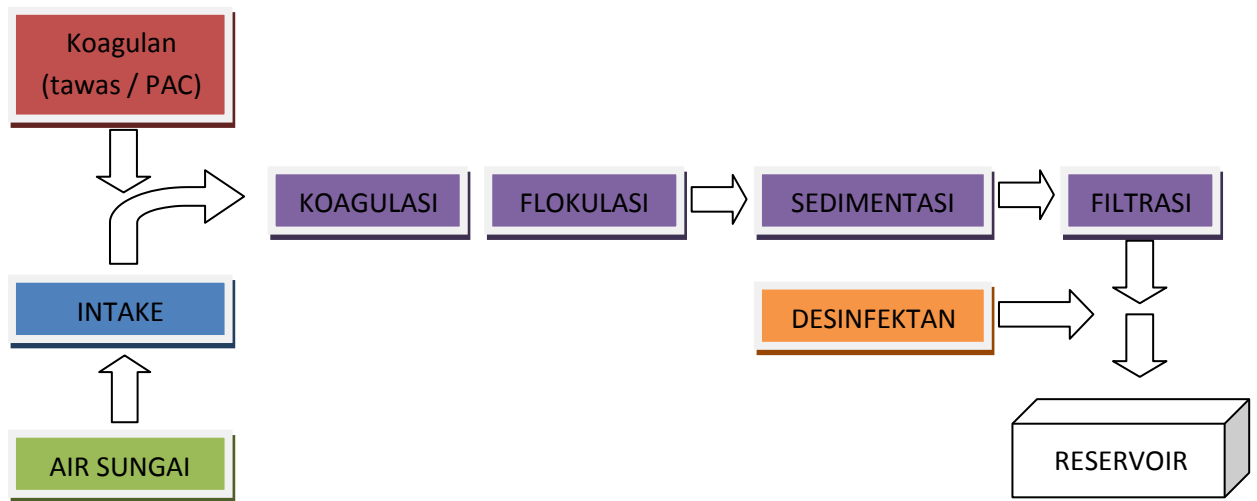 Koagulan
(tawas / PAC)
KOAGULASI
FLOKULASI
SEDIMENTASI
FILTRASI
INTAKE
DESINFEKTAN
AIR SUNGAI
RESERVOIR